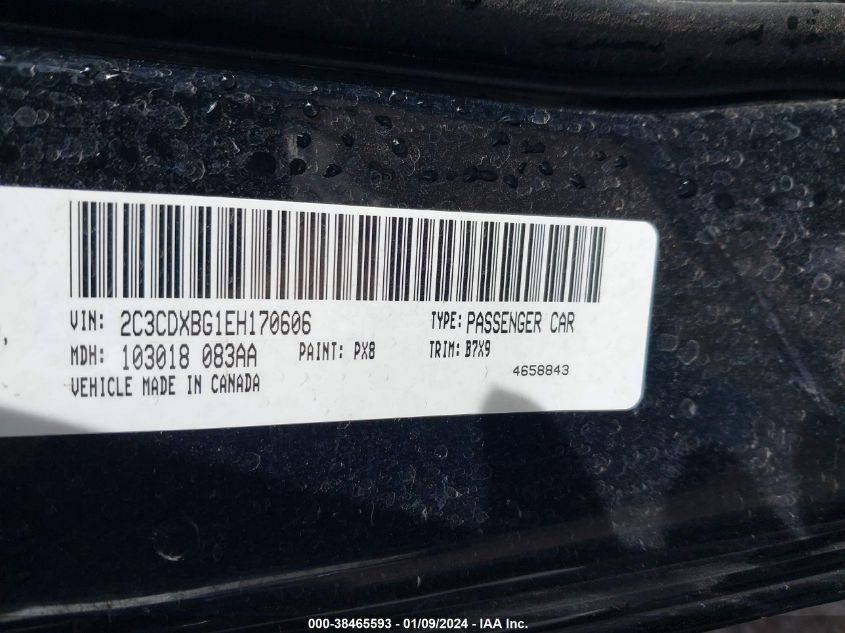 VIN: 2C3CDXBG1EH170606 TYPE: PASSENGER CAR
MDH: 103018 083AA PAINT: PX8 TRIM: B7X9
VEHICLE MADE IN CANADA 4658843
000-38465593 - 01/09/2024 - IAA Inc.